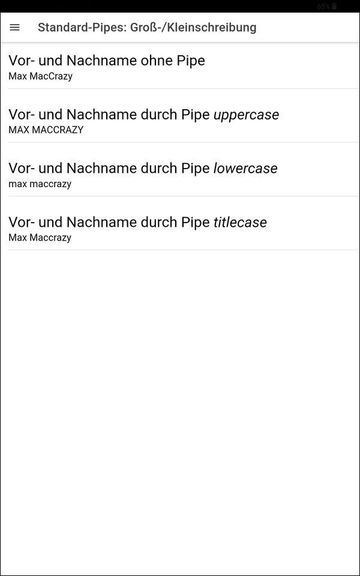 Standard-Pipes: Groß-/Kleinschreibung
Vor- und Nachname ohne Pipe
Max MacCrazy
Vor- und Nachname durch Pipe uppercase
MAX MACCRAZY
Vor- und Nachname durch Pipe lowercase
max maccrazy
Vor- und Nachname durch Pipe titlecase
Max Maccrazy